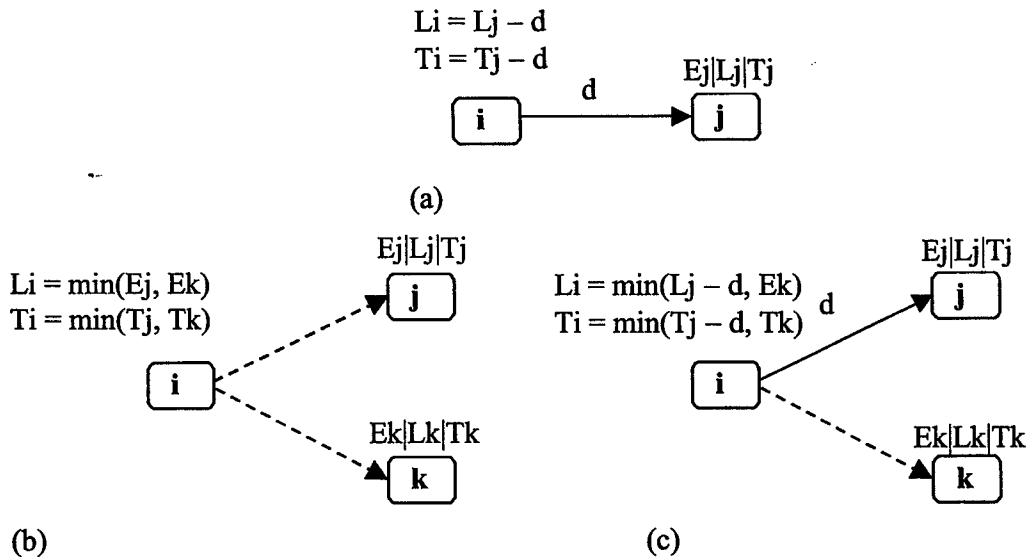 Li = Lj – d
Ti = Tj – d
Ej|Lj|Tj
d
i
j
(a)
Ej|Lj|Tj
Li = min(Ej, Ek)
Ti = min(Tj, Tk)
j
i
Ek|Lk|Tk
k
(b)
Ej|Lj|Tj
Li = min(Lj – d, Ek)
Ti = min(Tj – d, Tk)
d
j
i
Ek|Lk|Tk
k
(c)